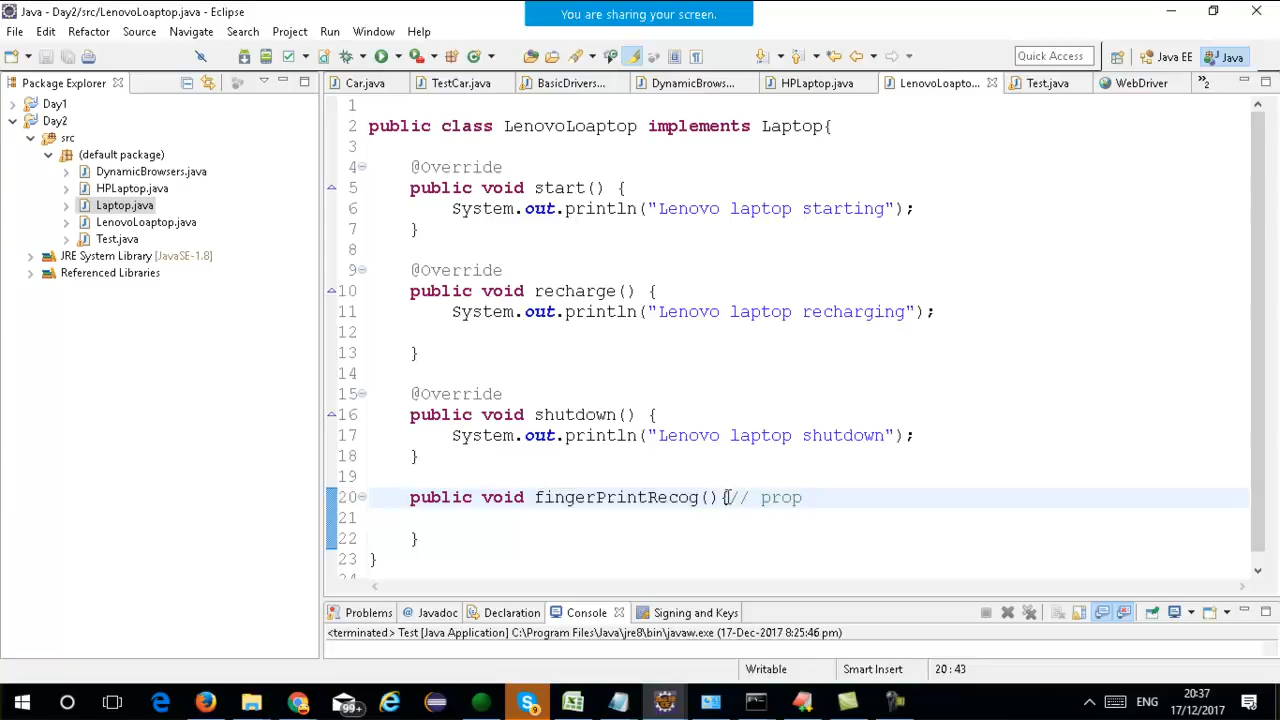 Java - Day2/src/LenovoLoaptop.java - Eclipse
You are sharing your screen.
File Edit Refactor Source Navigate Search Project Run Window Help
Quick Access
Java EE
Java
Package Explorer
Car.java
TestCar.java
BasicDrivers...
DynamicBrows...
HPLaptop.java
LenovoLoapto...
Test.java
WebDriver
»2
Day1
Day2
src
(default package)
DynamicBrowsers.java
HPLaptop.java
Laptop.java
LenovoLoaptop.java
Test.java
JRE System Library [JavaSE-1.8]
Referenced Libraries
1
2 public class LenovoLoaptop implements Laptop{
3
4 @Override
5 public void start() {
6 System.out.println("Lenovo laptop starting");
7 }
8
9 @Override
10 public void recharge() {
11 System.out.println("Lenovo laptop recharging");
12
13 }
14
15 @Override
16 public void shutdown() {
17 System.out.println("Lenovo laptop shutdown");
18 }
19
20 public void fingerPrintRecog(){// prop
21
22 }
23 }
24
Problems @ Javadoc Declaration Console Signing and Keys
<terminated> Test [Java Application] C:\Program Files\Java\jre8\bin\javaw.exe (17-Dec-2017 8:25:46 pm)
Writable
Smart Insert
20 : 43
99+
9
ENG
20:37
17/12/2017